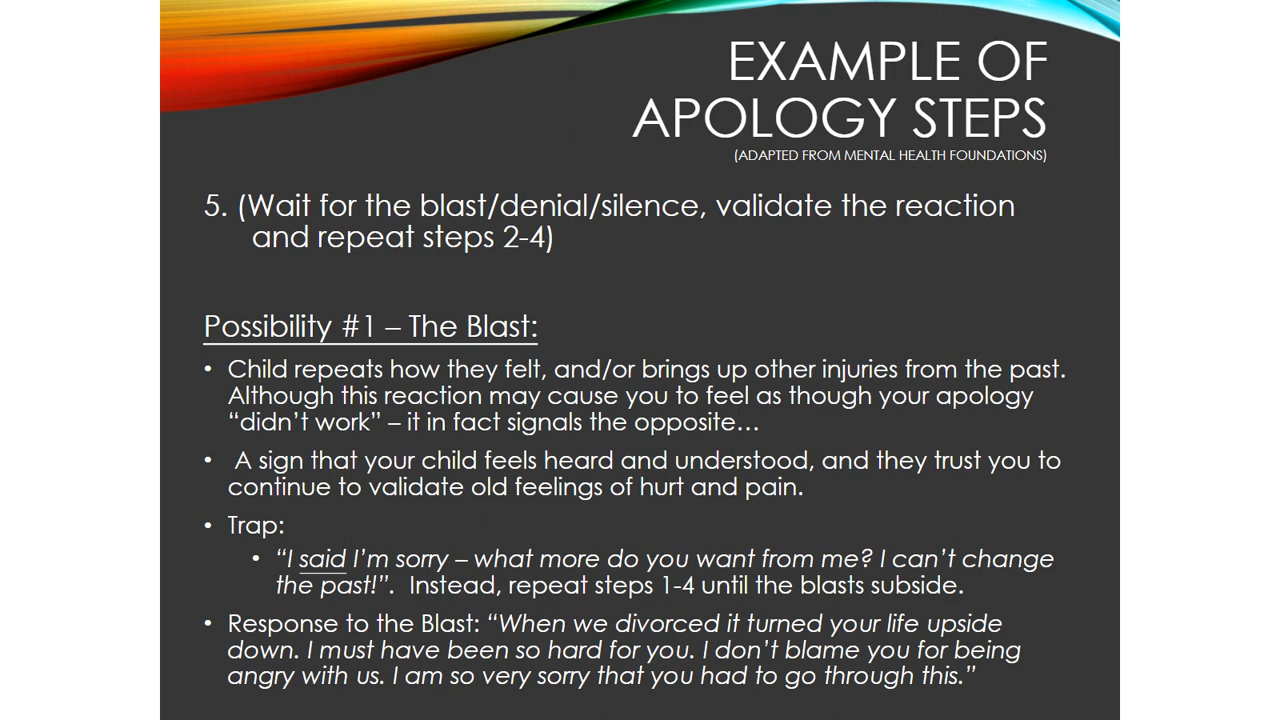 EXAMPLE OF
APOLOGY STEPS
(ADAPTED FROM MENTAL HEALTH FOUNDATIONS)
5. (Wait for the blast/denial/silence, validate the reaction
and repeat steps 2-4)
Possibility #1 – The Blast:
• Child repeats how they felt, and/or brings up other injuries from the past.
Although this reaction may cause you to feel as though your apology
“didn’t work” – it in fact signals the opposite…
• A sign that your child feels heard and understood, and they trust you to
continue to validate old feelings of hurt and pain.
• Trap:
• “I said I’m sorry – what more do you want from me? I can’t change
the past!”. Instead, repeat steps 1-4 until the blasts subside.
• Response to the Blast: “When we divorced it turned your life upside
down. I must have been so hard for you. I don’t blame you for being
angry with us. I am so very sorry that you had to go through this.”